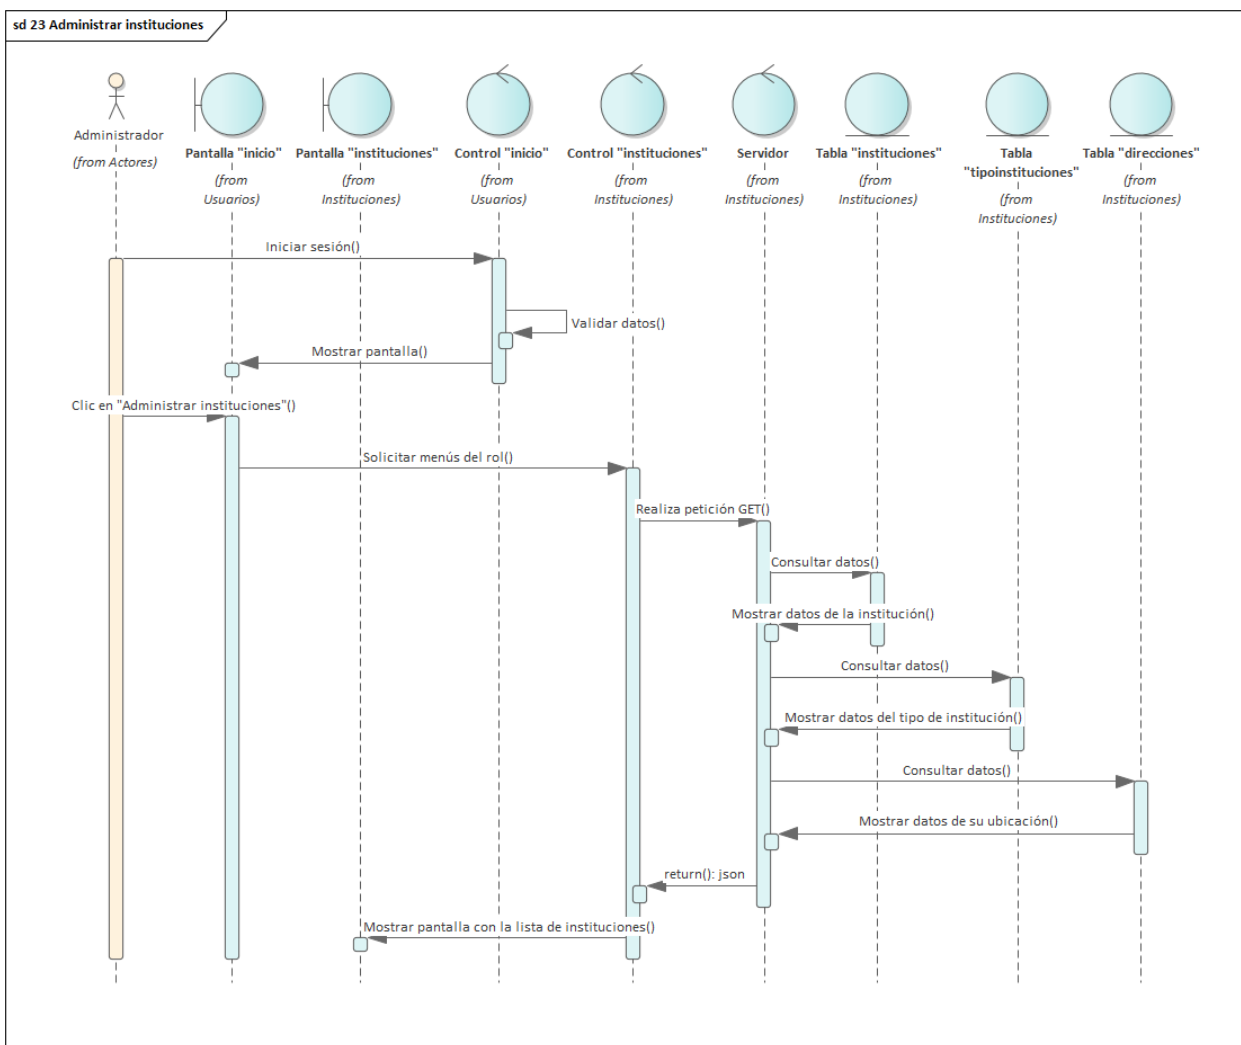 sd 23 Administrar instituciones
Administrador
(from Actores)
Pantalla "inicio"
(from
Usuarios)
Pantalla "instituciones"
(from
Instituciones)
Control "inicio"
(from
Usuarios)
Control "instituciones"
(from
Instituciones)
Servidor
(from
Instituciones)
Tabla "instituciones"
(from
Instituciones)
Tabla
"tipoinstituciones"
(from
Instituciones)
Tabla "direcciones"
(from
Instituciones)
Iniciar sesión()
Validar datos()
Mostrar pantalla()
Clic en "Administrar instituciones"()
Solicitar menús del rol()
Realiza petición GET()
Consultar datos()
Mostrar datos de la institución()
Consultar datos()
Mostrar datos del tipo de institución()
Consultar datos()
Mostrar datos de su ubicación()
return(): json
Mostrar pantalla con la lista de instituciones()